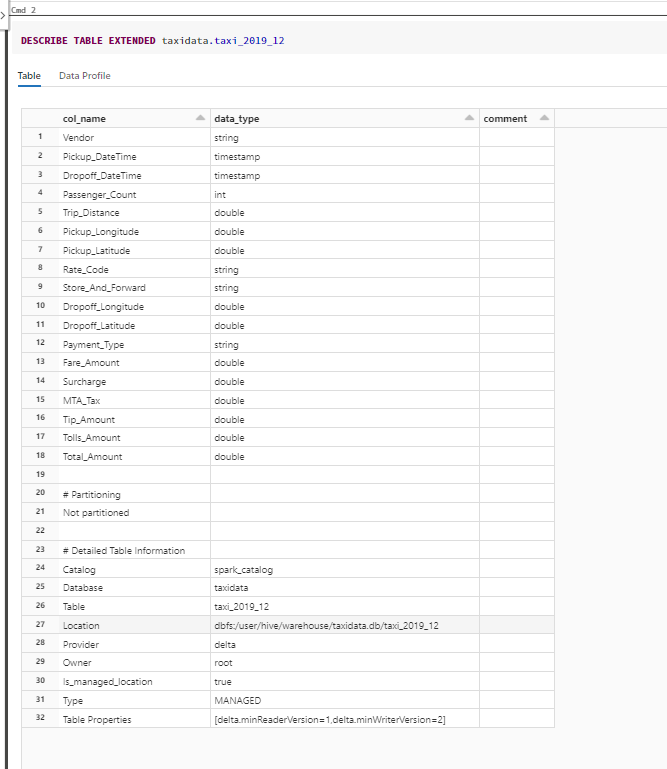 Cmd 2
DESCRIBE TABLE EXTENDED taxidata.taxi_2019_12
Table Data Profile
col_name data_type comment
1 Vendor string
2 Pickup_DateTime timestamp
3 Dropoff_DateTime timestamp
4 Passenger_Count int
5 Trip_Distance double
6 Pickup_Longitude double
7 Pickup_Latitude double
8 Rate_Code string
9 Store_And_Forward string
10 Dropoff_Longitude double
11 Dropoff_Latitude double
12 Payment_Type string
13 Fare_Amount double
14 Surcharge double
15 MTA_Tax double
16 Tip_Amount double
17 Tolls_Amount double
18 Total_Amount double
19
20 # Partitioning
21 Not partitioned
22
23 # Detailed Table Information
24 Catalog spark_catalog
25 Database taxidata
26 Table taxi_2019_12
27 Location dbfs:/user/hive/warehouse/taxidata.db/taxi_2019_12
28 Provider delta
29 Owner root
30 Is_managed_location true
31 Type MANAGED
32 Table Properties [delta.minReaderVersion=1,delta.minWriterVersion=2]